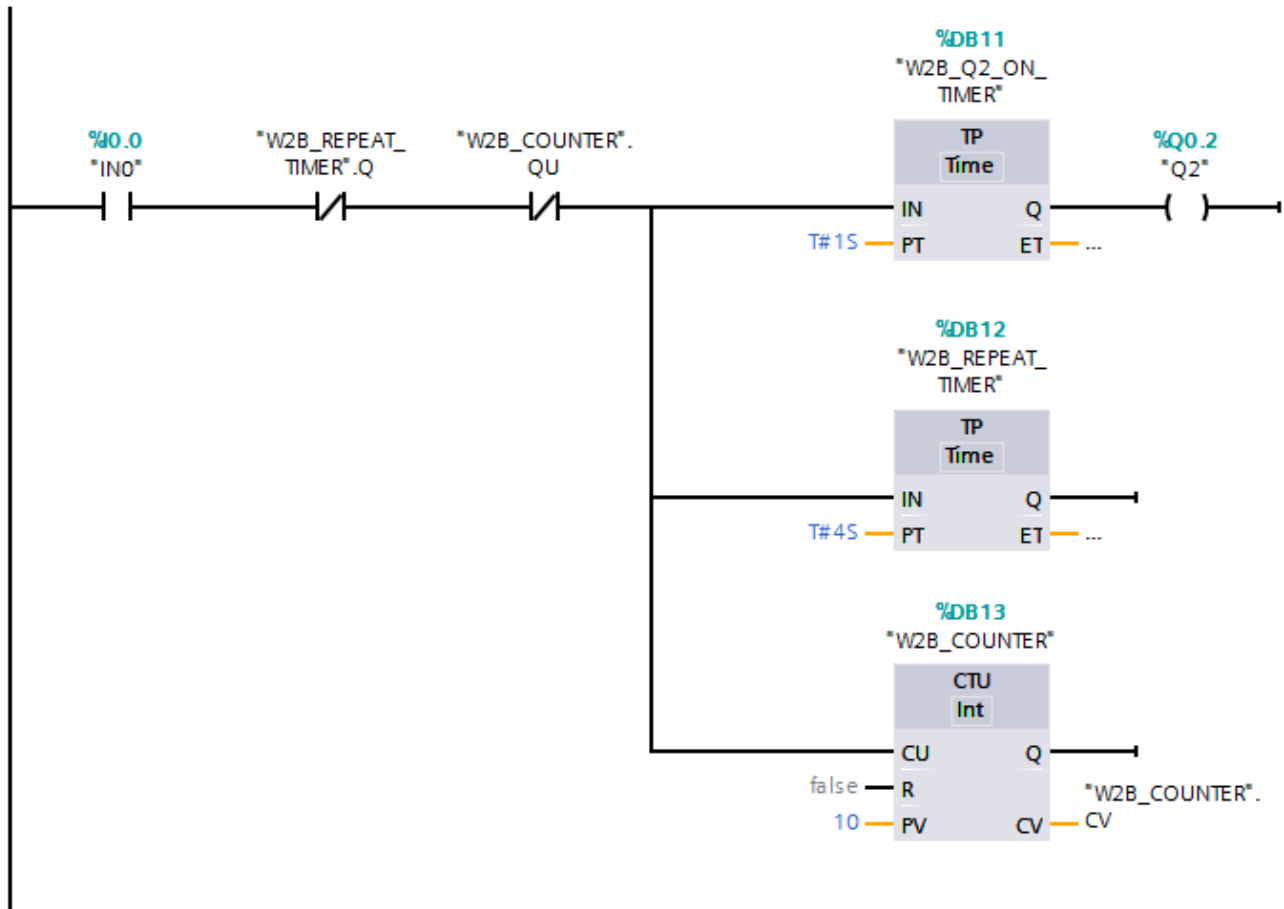 %DB11
"W2B_Q2_ON_
TIMER"
%I0.0
"IN0"
"W2B_REPEAT_
TIMER".Q
"W2B_COUNTER".
QU
TP
Time
%Q0.2
"Q2"
IN Q
T#1S PT ET ...
%DB12
"W2B_REPEAT_
TIMER"
TP
Time
IN Q
T#4S PT ET ...
%DB13
"W2B_COUNTER"
CTU
Int
CU Q
false R
"W2B_COUNTER".
10 PV CV CV